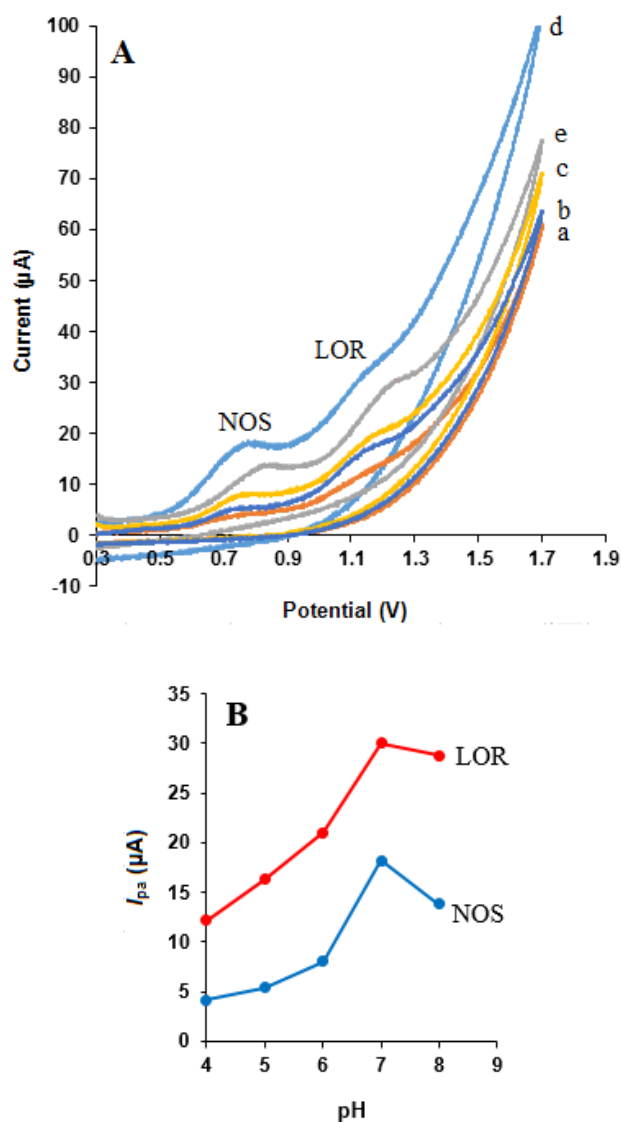 A
100
90
80
70
60
50
40
30
20
10
0
-10
Current (µA)
d
e
c
b
a
LOR
NOS
0.3 0.5 0.7 0.9 1.1 1.3 1.5 1.7 1.9
Potential (V)
B
35
30
25
20
15
10
5
0
Ipa (µA)
LOR
NOS
4 5 6 7 8 9
pH